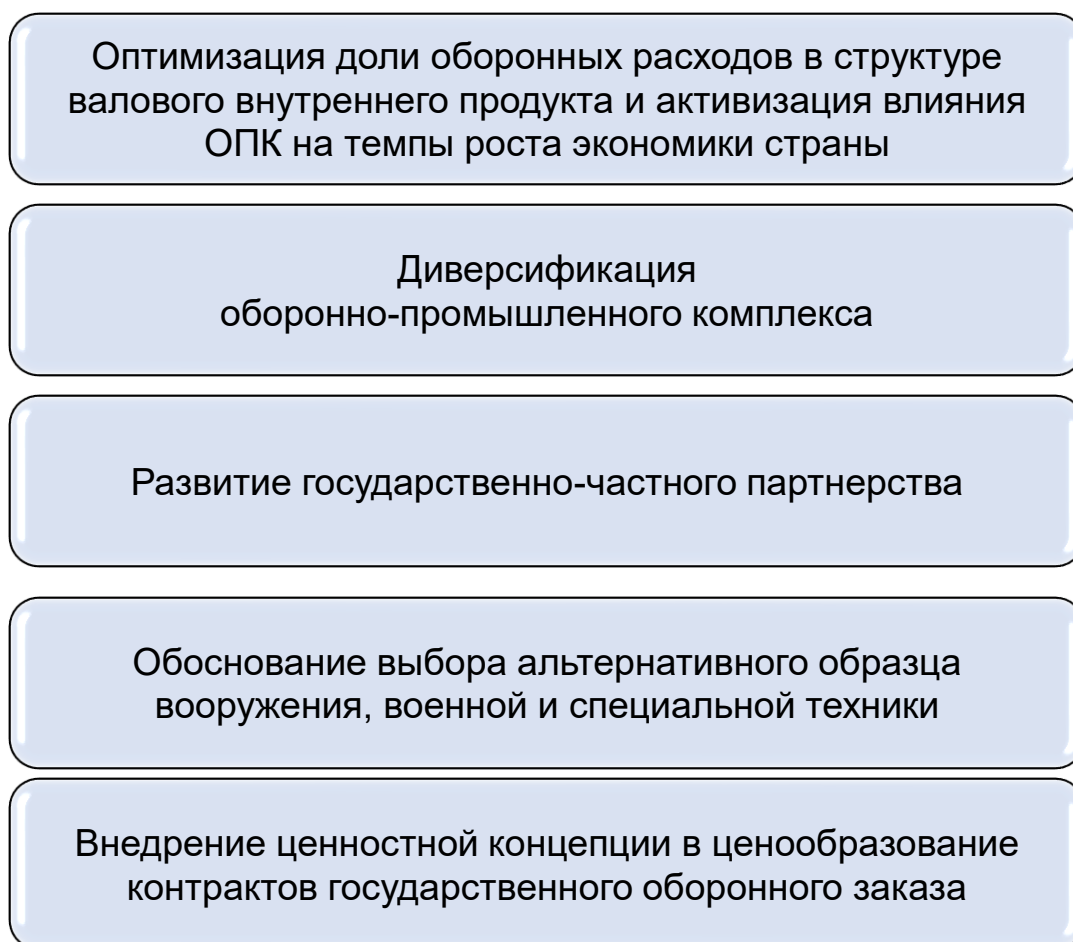 Оптимизация доли оборонных расходов в структуре
валового внутреннего продукта и активизация влияния
ОПК на темпы роста экономики страны
Диверсификация
оборонно-промышленного комплекса
Развитие государственно-частного партнерства
Обоснование выбора альтернативного образца
вооружения, военной и специальной техники
Внедрение ценностной концепции в ценообразование
контрактов государственного оборонного заказа